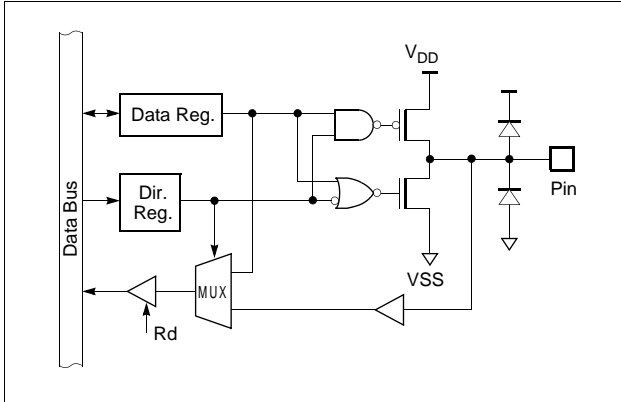 VDD
Data Reg.
Pin
Dir.
Reg.
Data Bus
VSS
MUX
Rd